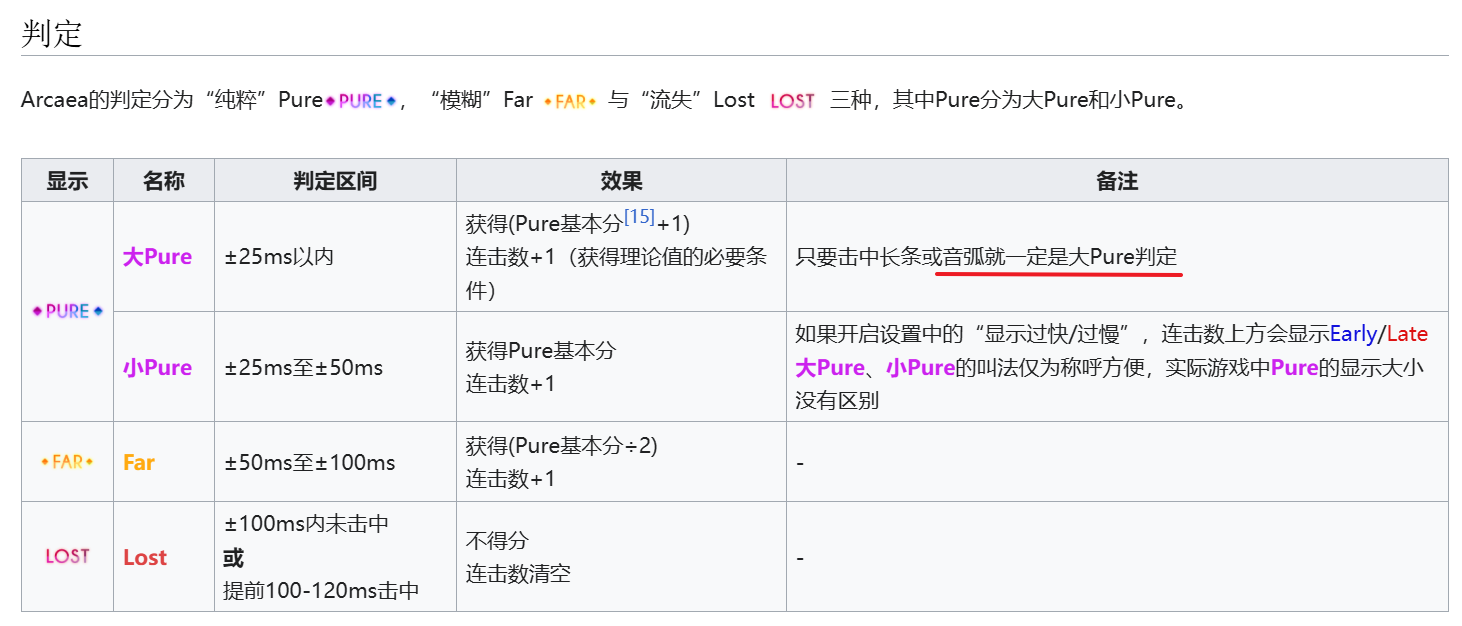 判定
Arcaea的判定分为“纯粹”Pure PURE ，“模糊”Far FAR 与“流失”Lost LOST 三种，其中Pure分为大Pure和小Pure。
显示 名称 判定区间 效果 备注
PURE
大Pure
±25ms以内
获得(Pure基本分[15]+1)
连击数+1（获得理论值的必要条
件）
只要击中长条或音弧就一定是大Pure判定
小Pure
±25ms至±50ms
获得Pure基本分
连击数+1
如果开启设置中的“显示过快/过慢”，连击数上方会显示Early/Late
大Pure、小Pure的叫法仅为称呼方便，实际游戏中Pure的显示大小
没有区别
FAR
Far
±50ms至±100ms
获得(Pure基本分÷2)
连击数+1
-
LOST
Lost
±100ms内未击中
或
提前100-120ms击中
不得分
连击数清空
-